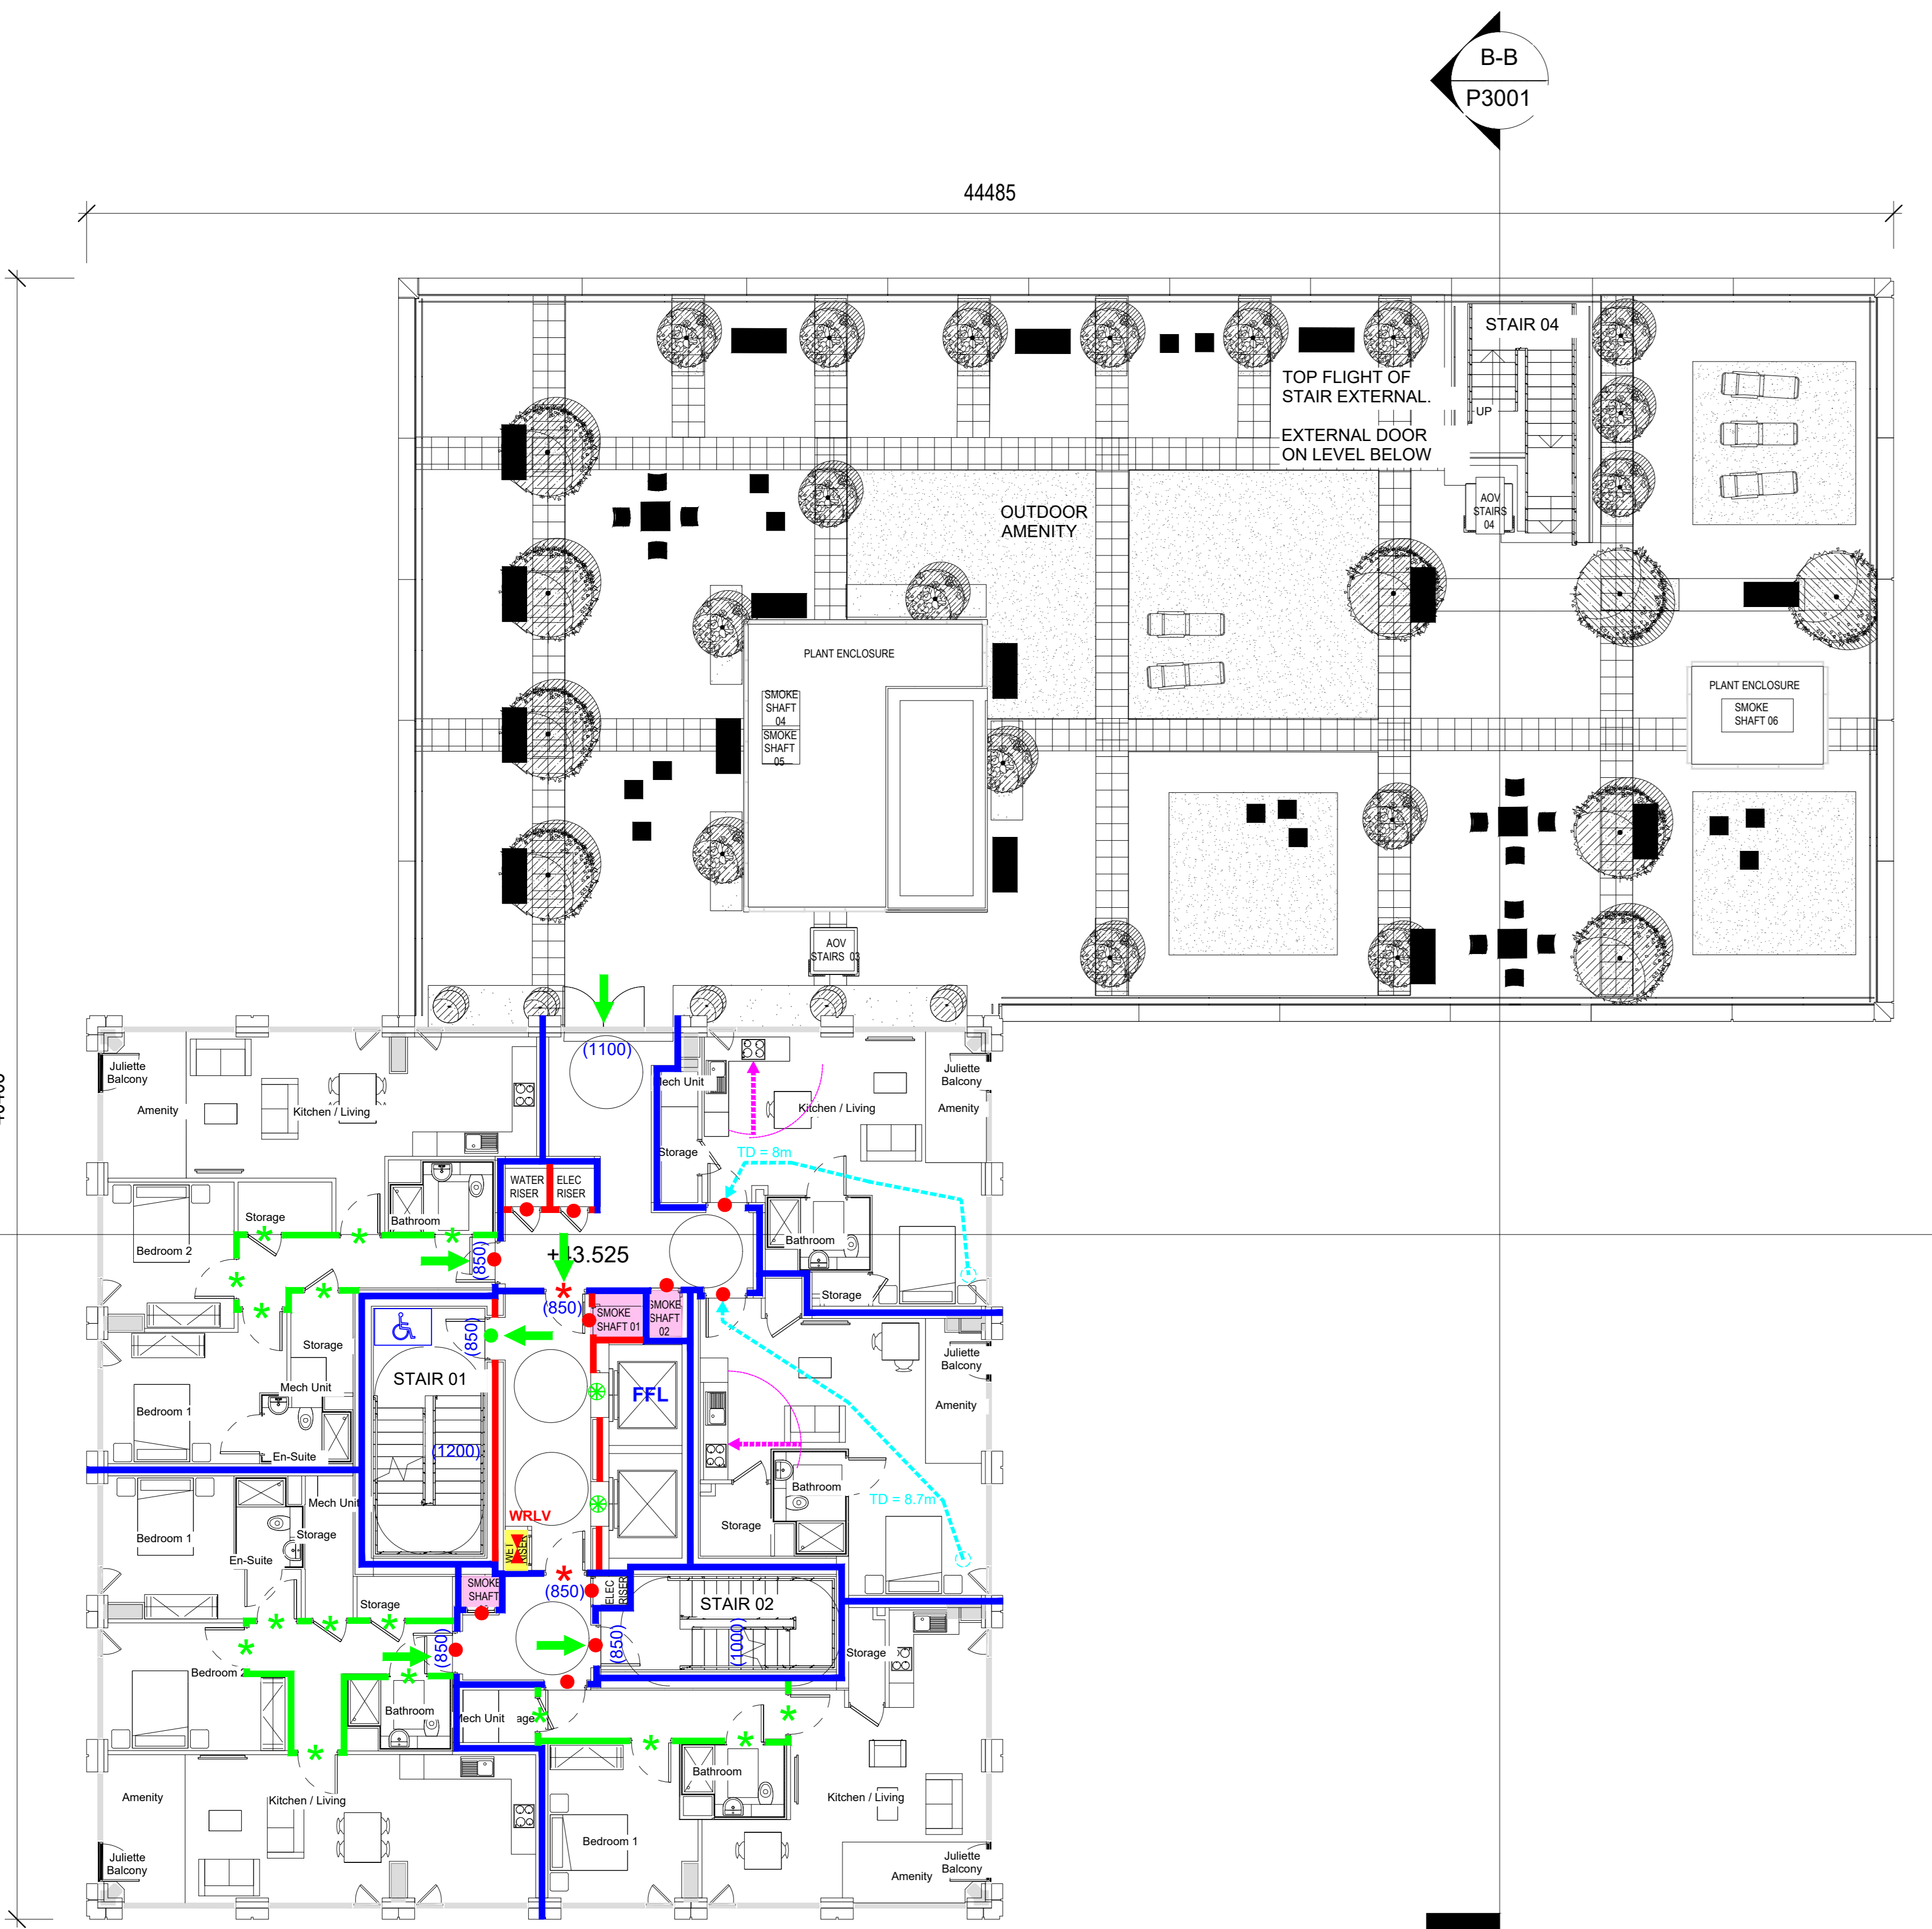 B-B
P3001
44485
STAIR 04
TOP FLIGHT OF
STAIR EXTERNAL.
UP
EXTERNAL DOOR
ON LEVEL BELOW
AOV
STAIRS
04
OUTDOOR
AMENITY
PLANT ENCLOSURE
SMOKE
SHAFT
04
SMOKE
SHAFT
05
PLANT ENCLOSURE
SMOKE
SHAFT 06
AOV
STAIRS 03
(1100)
Juliette
Balcony
Amenity
Kitchen / Living
Mech Unit
Kitchen / Living
Juliette
Balcony
Amenity
Storage
TD = 8m
WATER
RISER
ELEC
RISER
Storage
Bathroom
Bedroom 2
(850)
+43.525
Bathroom
Storage
(850)
SMOKE
SHAFT 01
SMOKE
SHAFT
02
(850)
Storage
STAIR 01
FFL
Juliette
Balcony
Mech Unit
Bedroom 1
Amenity
En-Suite
(1200)
Mech Unit
Bathroom
TD = 8.7m
WRLV
WET
RISER
Bedroom 1
Storage
Storage
En-Suite
SMOKE
SHAFT
(850)
ELEC
RISER
STAIR 02
Storage
(850)
(850)
(1000)
Storage
Bedroom 2
Bathroom
Mech Unit
age
Bathroom
Amenity
Kitchen / Living
Kitchen / Living
Bedroom 1
Juliette
Balcony
Juliette
Balcony
Amenity